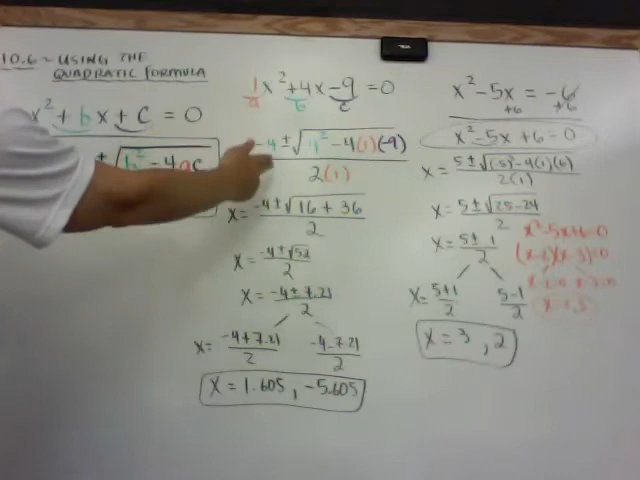 10.6 ~ USING THE
QUADRATIC FORMULA
x² + bx + c = 0
± √b² - 4ac
1x² + 4x - 9 = 0
a b c
-4 ± √4² - 4(1)(-9)
2(1)
x = -4 ± √16 + 36
2
x = -4 ± √52
2
x = -4 ± 7.21
2
x = -4 + 7.21
2
-4 - 7.21
2
x = 1.605, -5.605
x² - 5x = -6
+6 +6
x² - 5x + 6 = 0
x = 5 ± √(5)² - 4(1)(6)
2(1)
x = 5 ± √25 - 24
2
x = 5 ± 1
2
x = 5+1
2
5-1
2
x = 3, 2
x² - 5x + 6 = 0
(x-2)(x-3) = 0
x-2=0 x-3=0